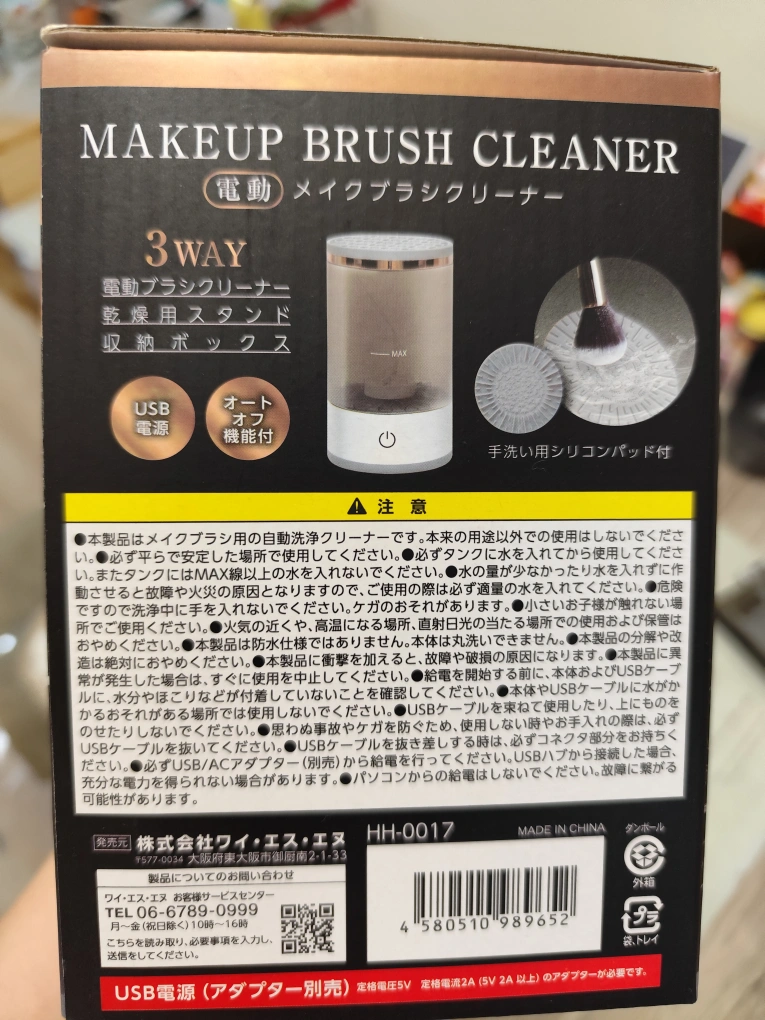 MAKEUP BRUSH CLEANER
電動 メイクブラシクリーナー
3WAY
電動ブラシクリーナー
乾燥用スタンド
収納ボックス
USB
電源
オート
オフ
機能付
MAX
手洗い用シリコンパッド付
注意
●本製品はメイクブラシ用の自動洗浄クリーナーです。本来の用途以外での使用はしないでくださ
い。●必ず平らで安定した場所で使用してください。●必ずタンクに水を入れてから使用してくださ
い。またタンクにはMAX線以上の水を入れないでください。●水の量が少なかったり水を入れずに作
動させると故障や火災の原因となりますので、ご使用の際は必ず適量の水を入れてください。●危険
ですので洗浄中に手を入れないでください。ケガのおそれがあります。●小さいお子様が触れない場
所でご使用ください。●火気の近くや、高温になる場所、直射日光の当たる場所での使用および保管は
おやめください。●本製品は防水仕様ではありません。本体は丸洗いできません。●本製品の分解や改
造は絶対におやめください。●本製品に衝撃を加えると、故障や破損の原因になります。●本製品に異
常が発生した場合は、すぐに使用を中止してください。●給電を開始する前に、本体およびUSBケーブ
ルに、水分やほこりなどが付着していないことを確認してください。●本体やUSBケーブルに水がか
かるおそれがある場所では使用しないでください。●USBケーブルを束ねて使用したり、上にものを
のせたりしないでください。●思わぬ事故やケガを防ぐため、使用しない時やお手入れの際は、必ず
USBケーブルを抜いてください。●USBケーブルを抜き差しする時は、必ずコネクタ部分をお持ちく
ださい。●必ずUSB/ACアダプター(別売)から給電を行ってください。USBハブから接続した場合、
充分な電力を得られない場合があります。●パソコンからの給電はしないでください。故障に繋がる
可能性があります。
発売元 株式会社ワイ・エス・エヌ
〒577-0034 大阪府東大阪市御厨南2-1-33
製品についてのお問い合わせ
ワイ・エス・エヌ お客様サービスセンター
TEL 06-6789-0999
月〜金(祝日除く)10時〜16時
こちらを読み取り、必要事項を入力し、
送信をしてください。
HH-0017
MADE IN CHINA
4 580510 989652
ダンボール
外箱
プラ
袋、トレイ
USB電源(アダプター別売) 定格電圧5V 定格電流2A (5V 2A 以上) のアダプターが必要です。